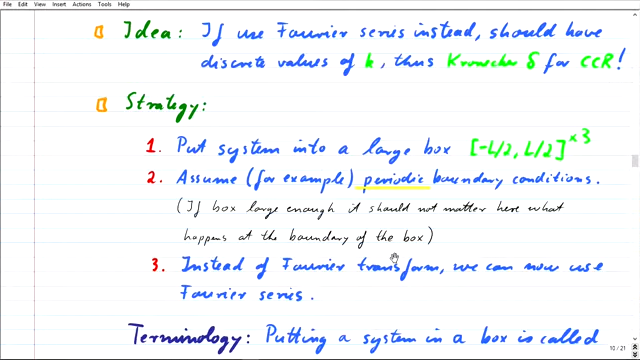 File Edit View Insert Actions Tools Help
Idea: If use Fourier series instead, should have
discrete values of k, thus Kronecker δ for CCR!
Strategy:
1. Put system into a large box [-L/2, L/2]^×3
2. Assume (for example) periodic boundary conditions.
(If box large enough it should not matter here what
happens at the boundary of the box)
3. Instead of Fourier transform, we can now use
Fourier series.
Terminology: Putting a system in a box is called
10 / 21